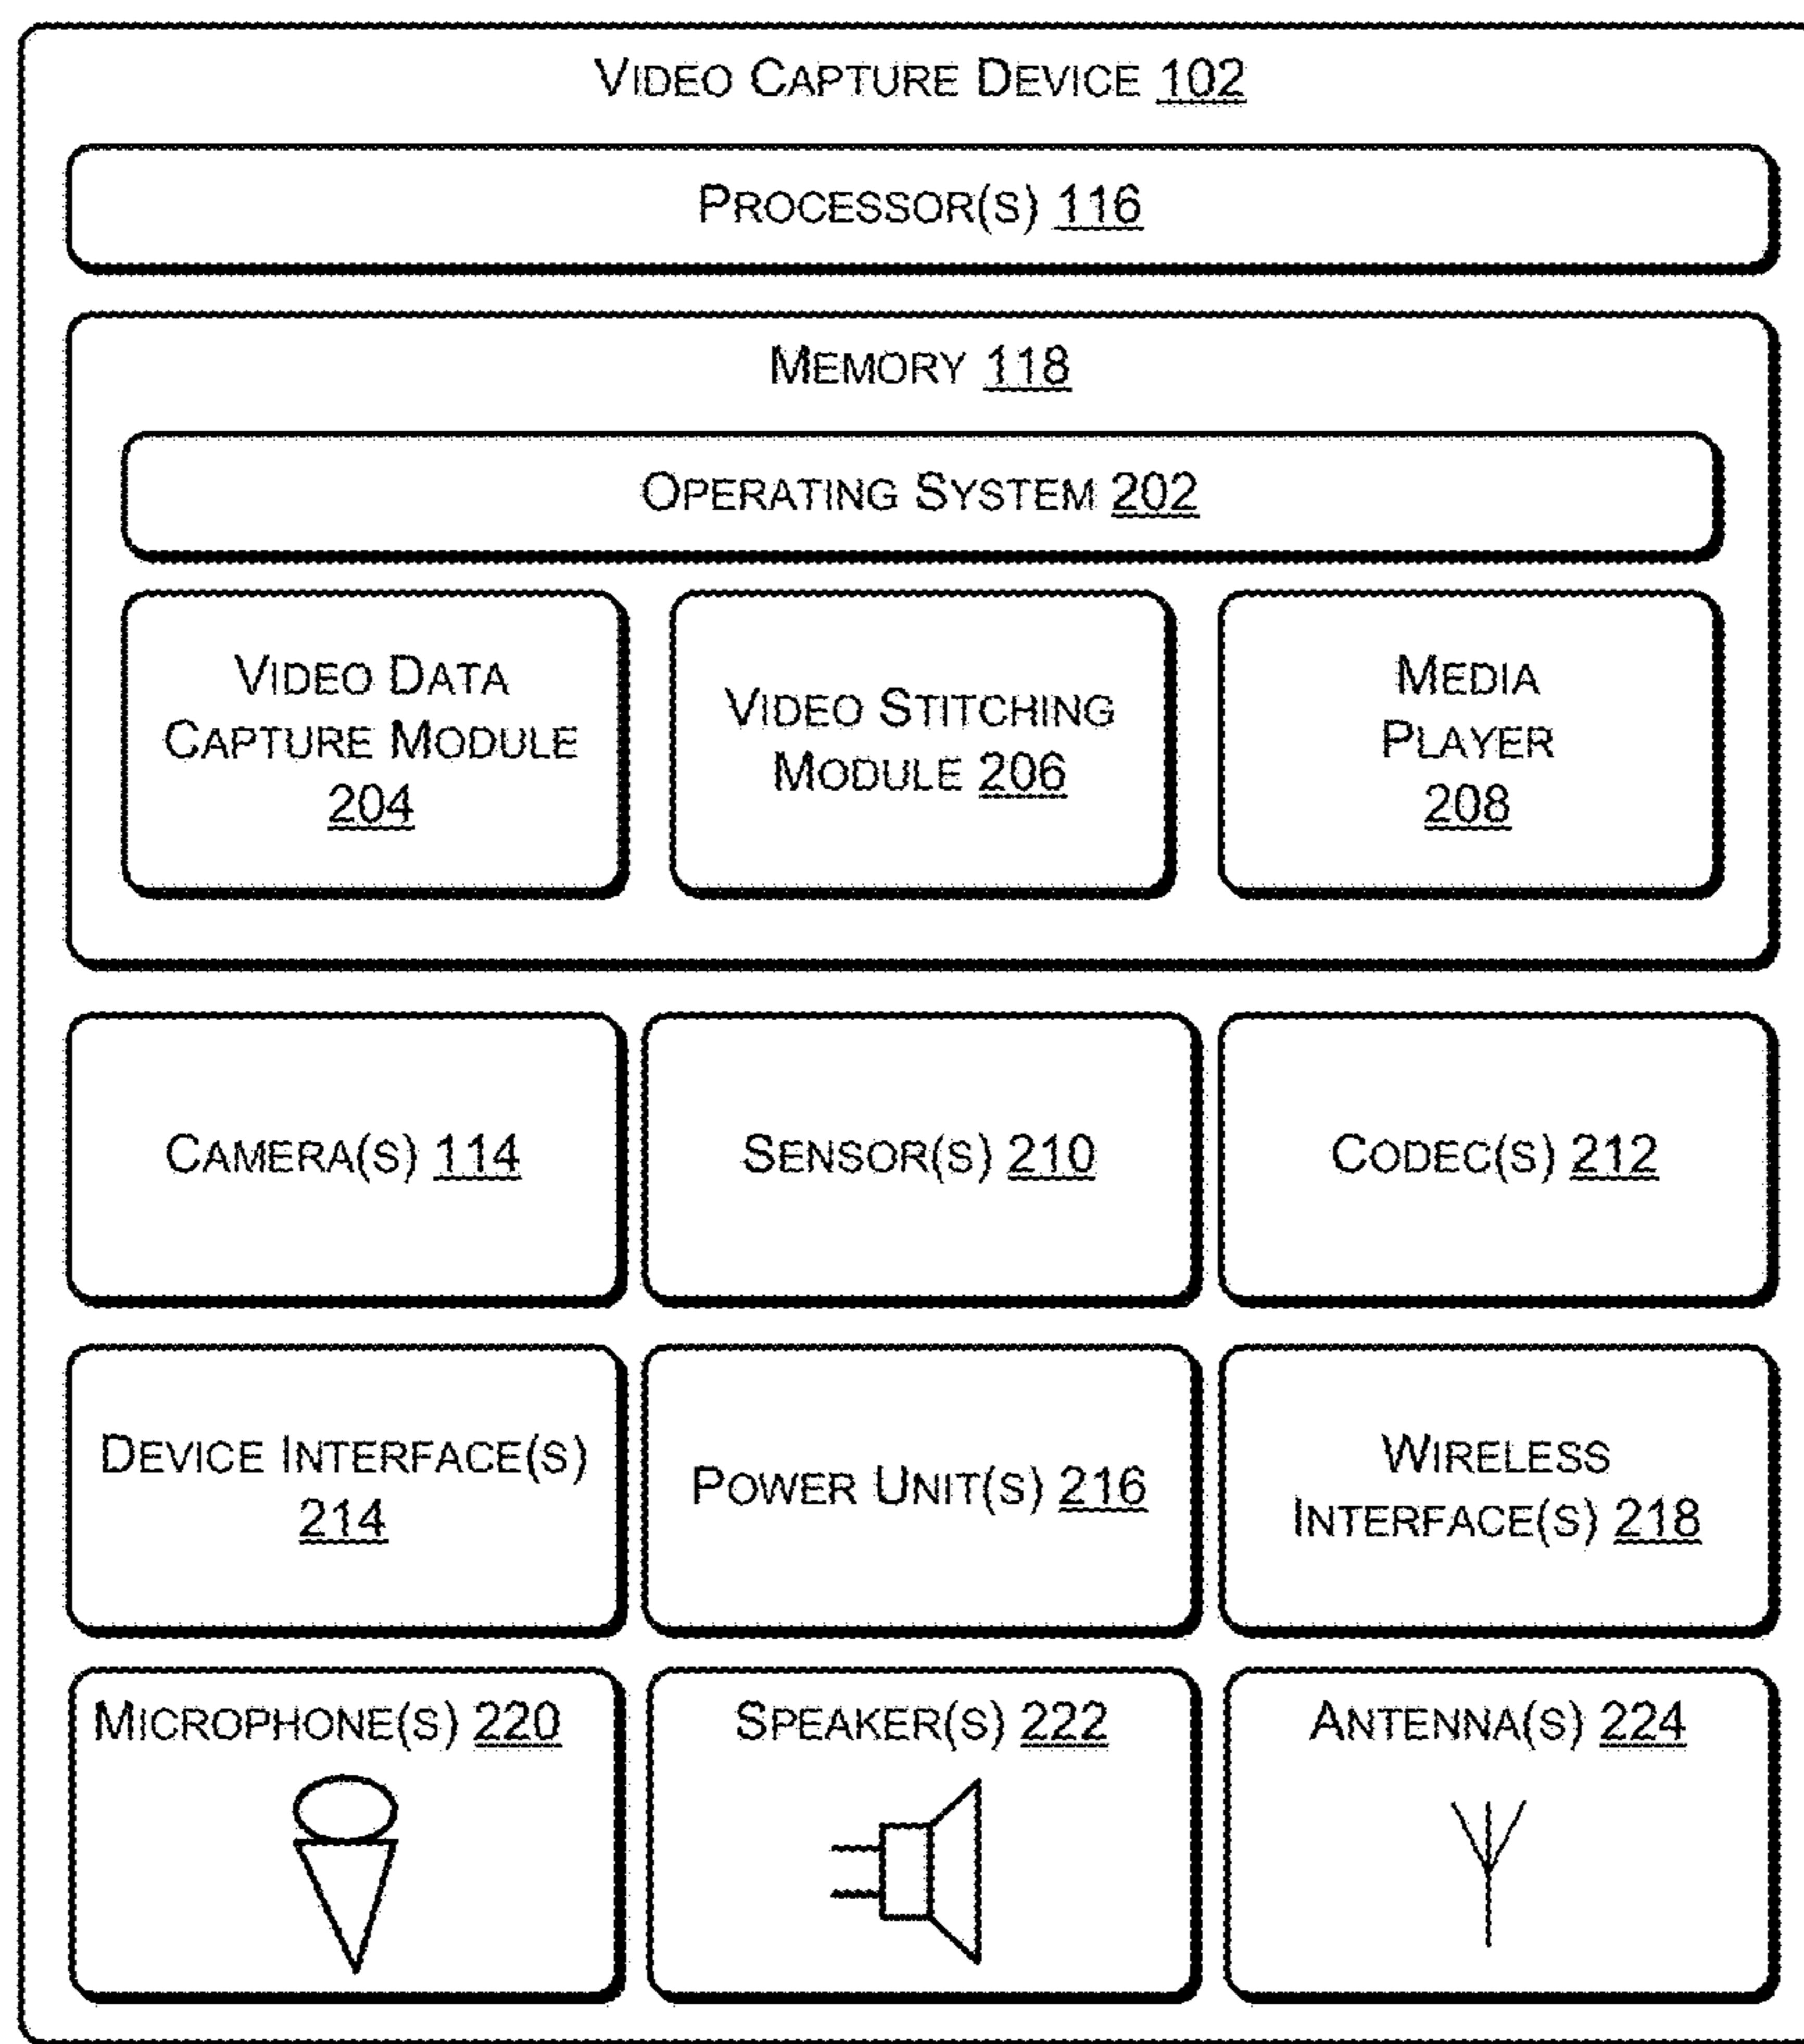 VIDEO CAPTURE DEVICE 102
PROCESSOR(S) 116
MEMORY 118
OPERATING SYSTEM 202
VIDEO DATA
CAPTURE MODULE
204
VIDEO STITCHING
MODULE 206
MEDIA
PLAYER
208
CAMERA(S) 114
SENSOR(S) 210
CODEC(S) 212
DEVICE INTERFACE(S)
214
POWER UNIT(S) 216
WIRELESS
INTERFACE(S) 218
MICROPHONE(S) 220
SPEAKER(S) 222
ANTENNA(S) 224